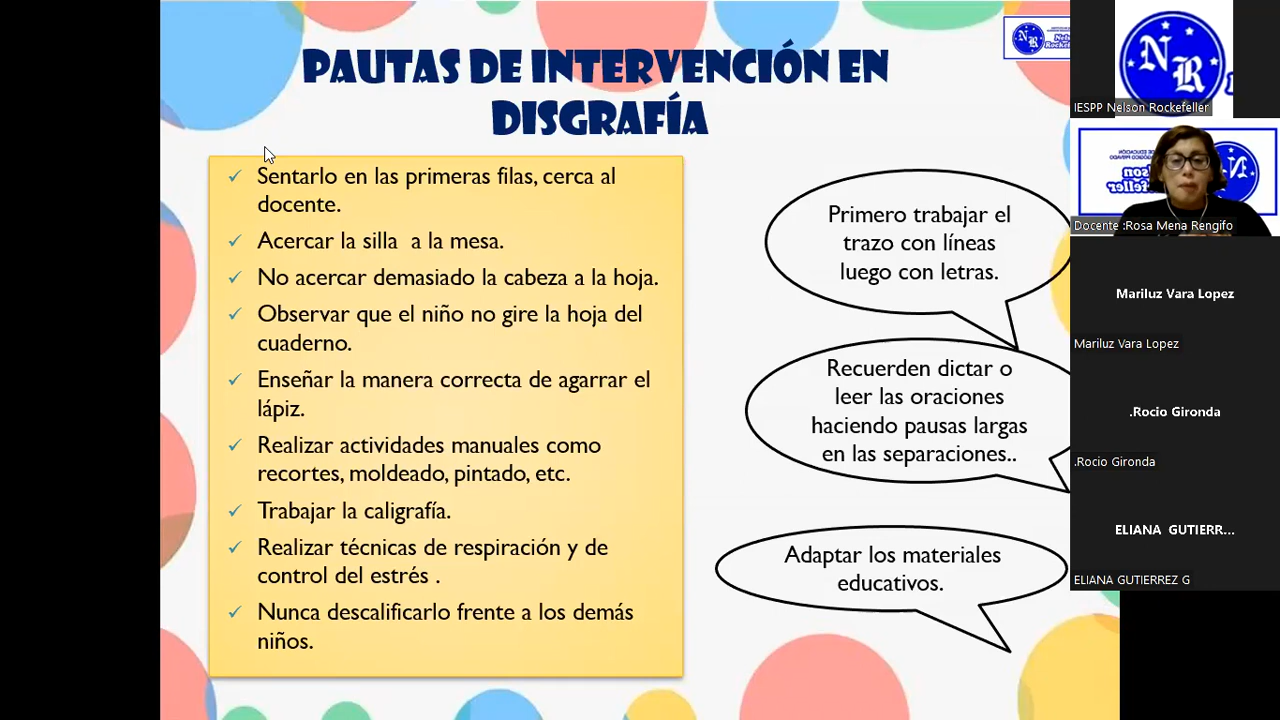 PAUTAS DE INTERVENCIÓN EN
DISGRAFÍA
Sentarlo en las primeras filas, cerca al
docente.
Acercar la silla a la mesa.
No acercar demasiado la cabeza a la hoja.
Observar que el niño no gire la hoja del
cuaderno.
Enseñar la manera correcta de agarrar el
lápiz.
Realizar actividades manuales como
recortes, moldeado, pintado, etc.
Trabajar la caligrafía.
Realizar técnicas de respiración y de
control del estrés .
Nunca descalificarlo frente a los demás
niños.
Primero trabajar el
trazo con líneas
luego con letras.
Recuerden dictar o
leer las oraciones
haciendo pausas largas
en las separaciones..
Adaptar los materiales
educativos.
N R
IESPP Nelson Rockefeller
Docente :Rosa Mena Rengifo
Mariluz Vara Lopez
Mariluz Vara Lopez
.Rocio Gironda
.Rocio Gironda
ELIANA GUTIERR...
ELIANA GUTIERREZ G